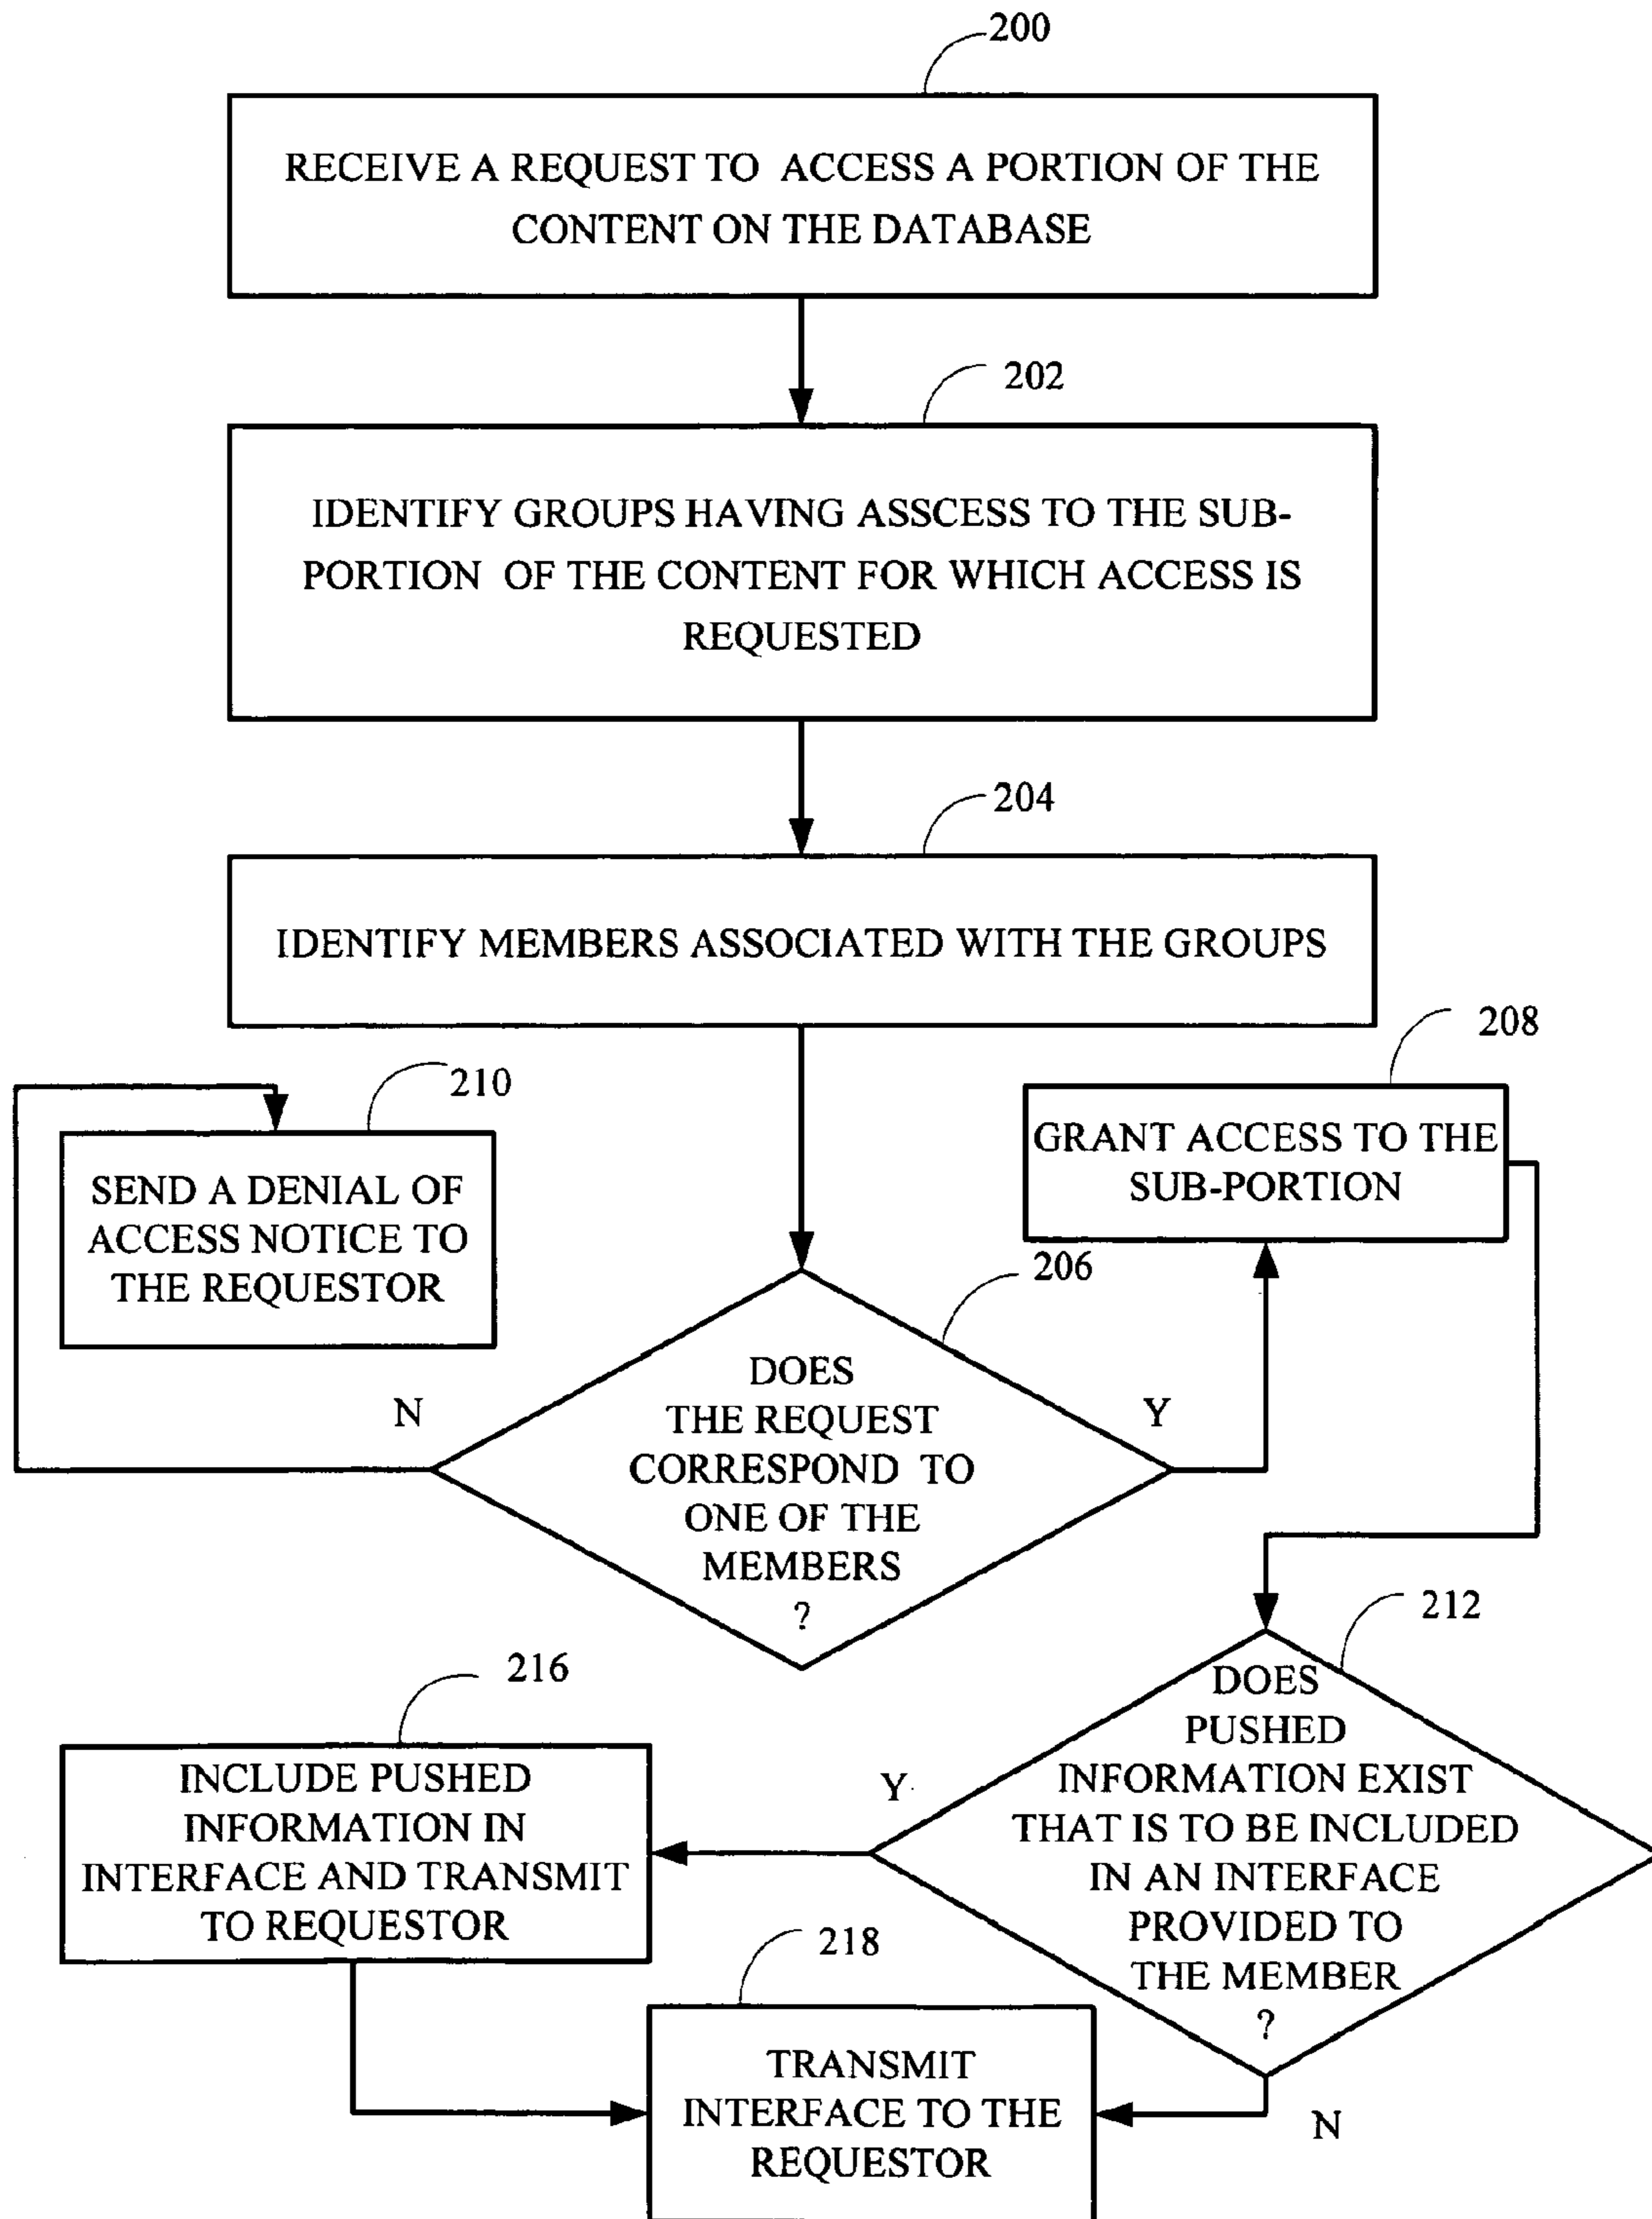 200
RECEIVE A REQUEST TO ACCESS A PORTION OF THE
CONTENT ON THE DATABASE
202
IDENTIFY GROUPS HAVING ASSCESS TO THE SUB-
PORTION OF THE CONTENT FOR WHICH ACCESS IS
REQUESTED
204
IDENTIFY MEMBERS ASSOCIATED WITH THE GROUPS
208
GRANT ACCESS TO THE
SUB-PORTION
210
SEND A DENIAL OF
ACCESS NOTICE TO
THE REQUESTOR
206
DOES
THE REQUEST
CORRESPOND TO
ONE OF THE
MEMBERS
?
N
Y
212
DOES
PUSHED
INFORMATION EXIST
THAT IS TO BE INCLUDED
IN AN INTERFACE
PROVIDED TO
THE MEMBER
?
Y
N
216
INCLUDE PUSHED
INFORMATION IN
INTERFACE AND TRANSMIT
TO REQUESTOR
218
TRANSMIT
INTERFACE TO THE
REQUESTOR